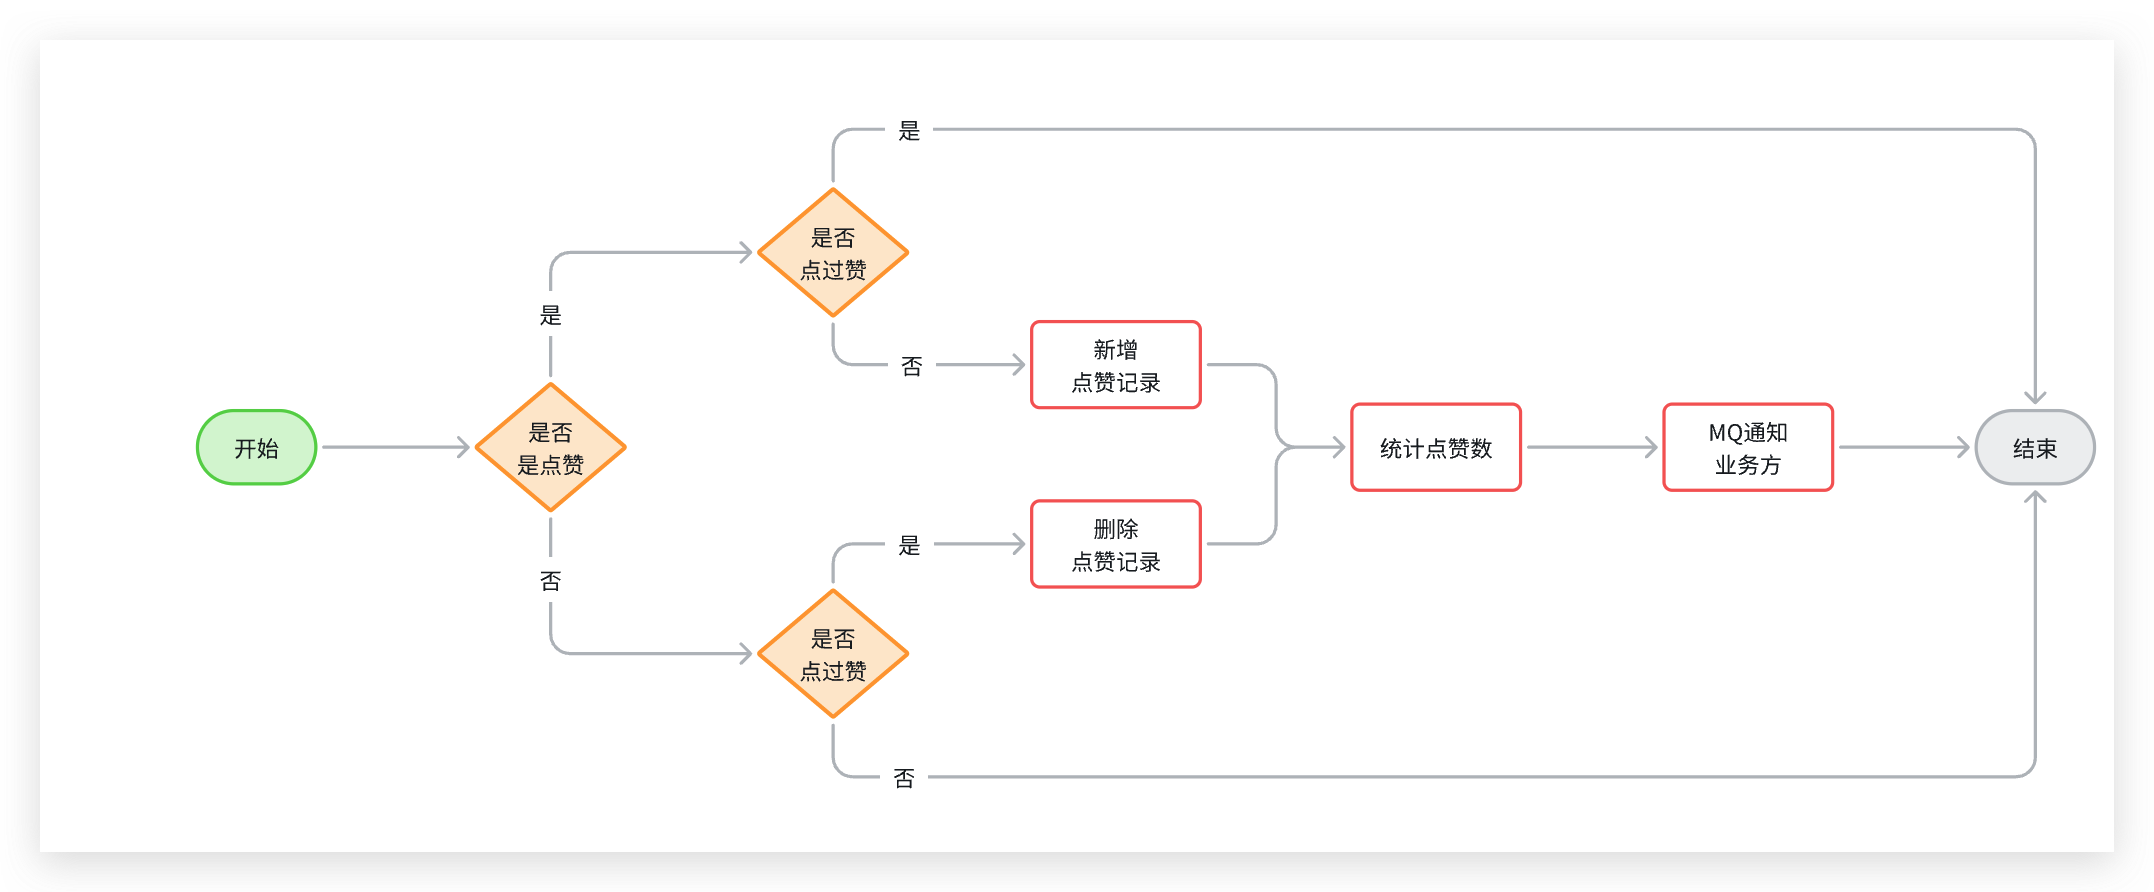 是
是否
点过赞
是
否
新增
点赞记录
开始
是否
是点赞
统计点赞数
MQ通知
业务方
结束
是
删除
点赞记录
否
是否
点过赞
否